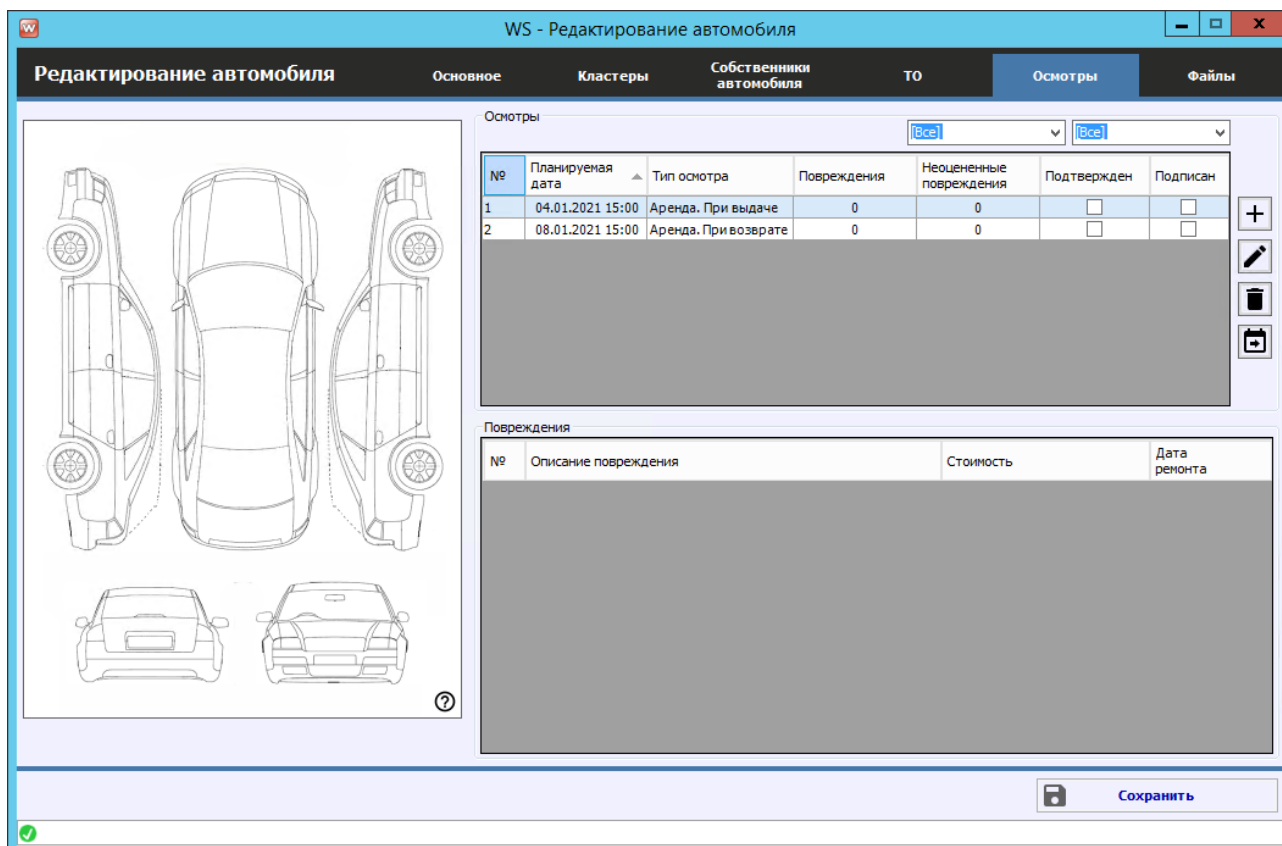 WS - Редактирование автомобиля
Редактирование автомобиля
Основное
Кластеры
Собственники
автомобиля
ТО
Осмотры
Файлы
Осмотры
[Все]
[Все]
№
Планируемая
дата
Тип осмотра
Повреждения
Неоцененные
повреждения
Подтвержден
Подписан
1 04.01.2021 15:00 Аренда. При выдаче 0 0
2 08.01.2021 15:00 Аренда. При возврате 0 0
Повреждения
№
Описание повреждения
Стоимость
Дата
ремонта
Сохранить